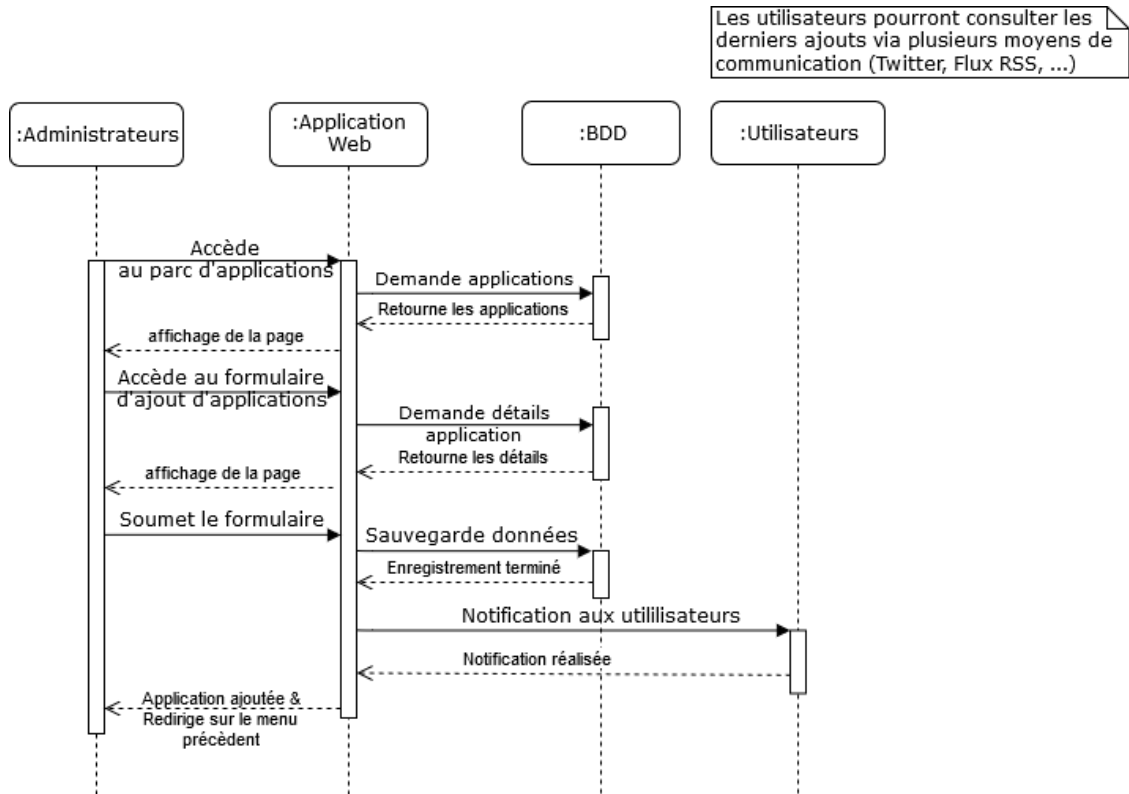 Les utilisateurs pourront consulter les
derniers ajouts via plusieurs moyens de
communication (Twitter, Flux RSS, ...)
:Administrateurs
:Application
Web
:BDD
:Utilisateurs
Accède
au parc d'applications
Demande applications
Retourne les applications
affichage de la page
Accède au formulaire
d'ajout d'applications
Demande détails
application
Retourne les détails
affichage de la page
Soumet le formulaire
Sauvegarde données
Enregistrement terminé
Notification aux utililisateurs
Notification réalisée
Application ajoutée &
Redirige sur le menu
précèdent